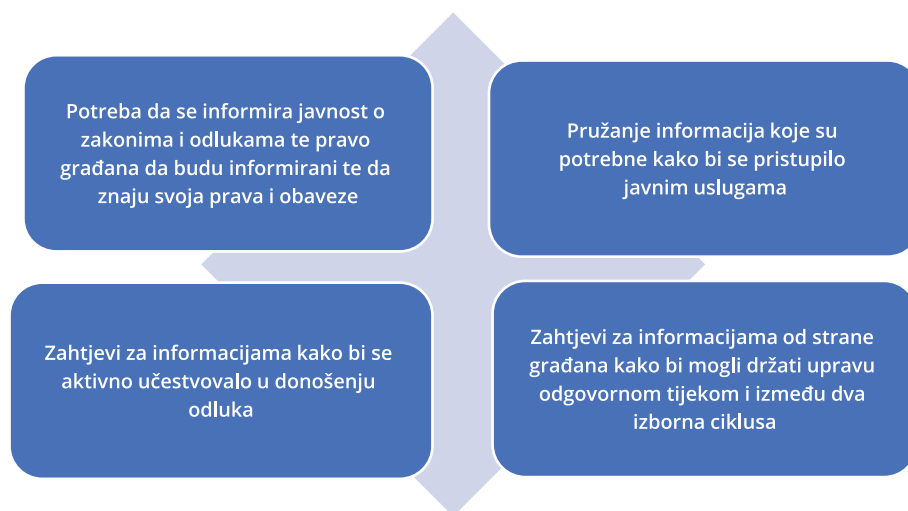 Potreba da se informira javnost o
zakonima i odlukama te pravo
građana da budu informirani te da
znaju svoja prava i obaveze
Pružanje informacija koje su
potrebne kako bi se pristupilo
javnim uslugama
Zahtjevi za informacijama kako bi se
aktivno učestvovalo u donošenju
odluka
Zahtjevi za informacijama od strane
građana kako bi mogli držati upravu
odgovornom tijekom i između dva
izborna ciklusa